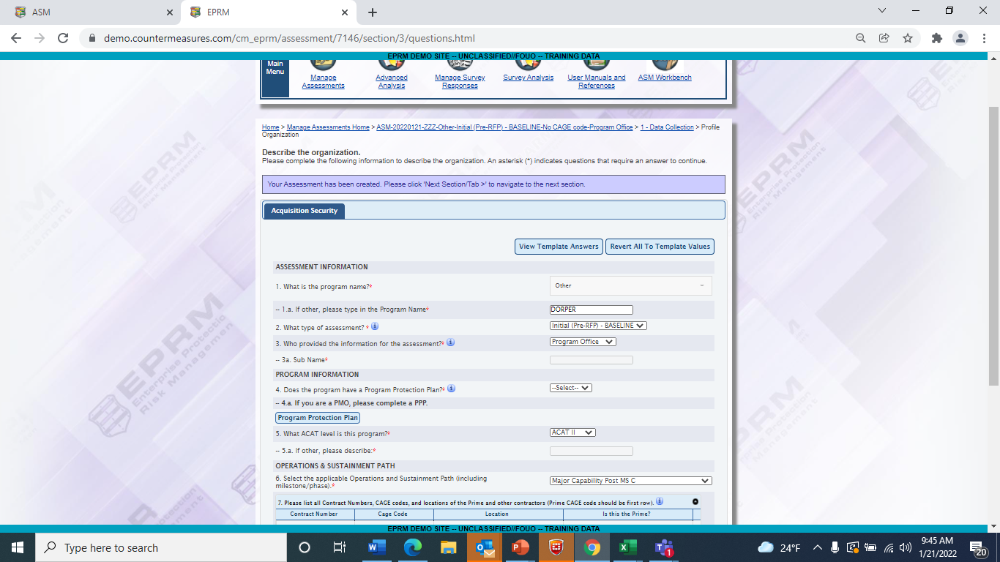 ASM
EPRM
demo.countermeasures.com/cm_eprm/assessment/7146/section/3/questions.html
EPRM DEMO SITE -- UNCLASSIFIED//FOUO -- TRAINING DATA
Main Menu
Manage Assessments
Advanced Analysis
Manage Survey Responses
Survey Analysis
User Manuals and References
ASM Workbench
Home > Manage Assessments Home > ASM-20220121-ZZZ-Other-Initial (Pre-RFP) - BASELINE-No CAGE code-Program Office > 1 - Data Collection > Profile
Organization
Describe the organization.
Please complete the following information to describe the organization. An asterisk (*) indicates questions that require an answer to continue.
Your Assessment has been created. Please click 'Next Section/Tab >' to navigate to the next section.
Acquisition Security
View Template Answers
Revert All To Template Values
ASSESSMENT INFORMATION
1. What is the program name?* Other
-- 1.a. If other, please type in the Program Name* DORPER
2. What type of assessment? * Initial (Pre-RFP) - BASELINE
3. Who provided the information for the assessment?* Program Office
-- 3a. Sub Name*
PROGRAM INFORMATION
4. Does the program have a Program Protection Plan?* --Select--
-- 4.a. If you are a PMO, please complete a PPP.
Program Protection Plan
5. What ACAT level is this program?* ACAT II
-- 5.a. If other, please describe:*
OPERATIONS & SUSTAINMENT PATH
6. Select the applicable Operations and Sustainment Path (including
milestone/phase).* Major Capability Post MS C
7. Please list all Contract Numbers, CAGE codes, and locations of the Prime and other contractors (Prime CAGE code should be first row).
Contract Number Cage Code Location Is this the Prime?
EPRM DEMO SITE -- UNCLASSIFIED//FOUO -- TRAINING DATA
EPRM
Enterprise Protection
Risk Management
Type here to search
24°F
9:45 AM
1/21/2022
20
1